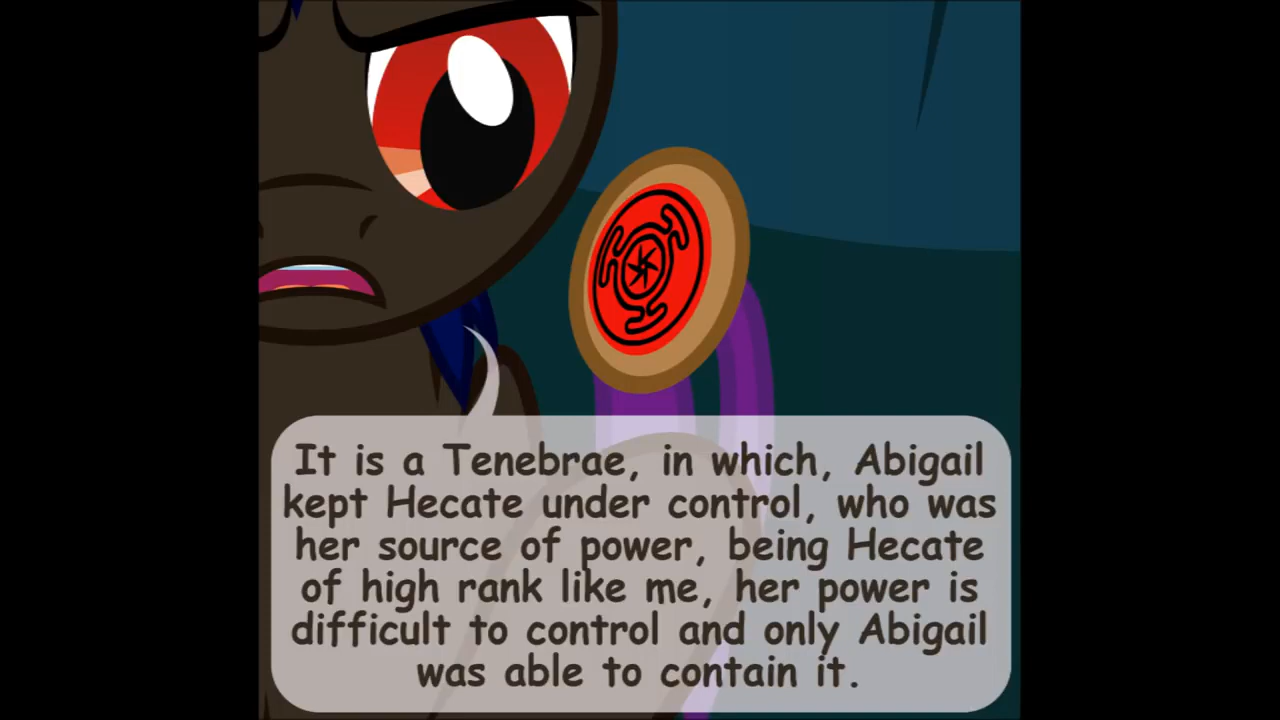 It is a Tenebrae, in which, Abigail
kept Hecate under control, who was
her source of power, being Hecate
of high rank like me, her power is
difficult to control and only Abigail
was able to contain it.